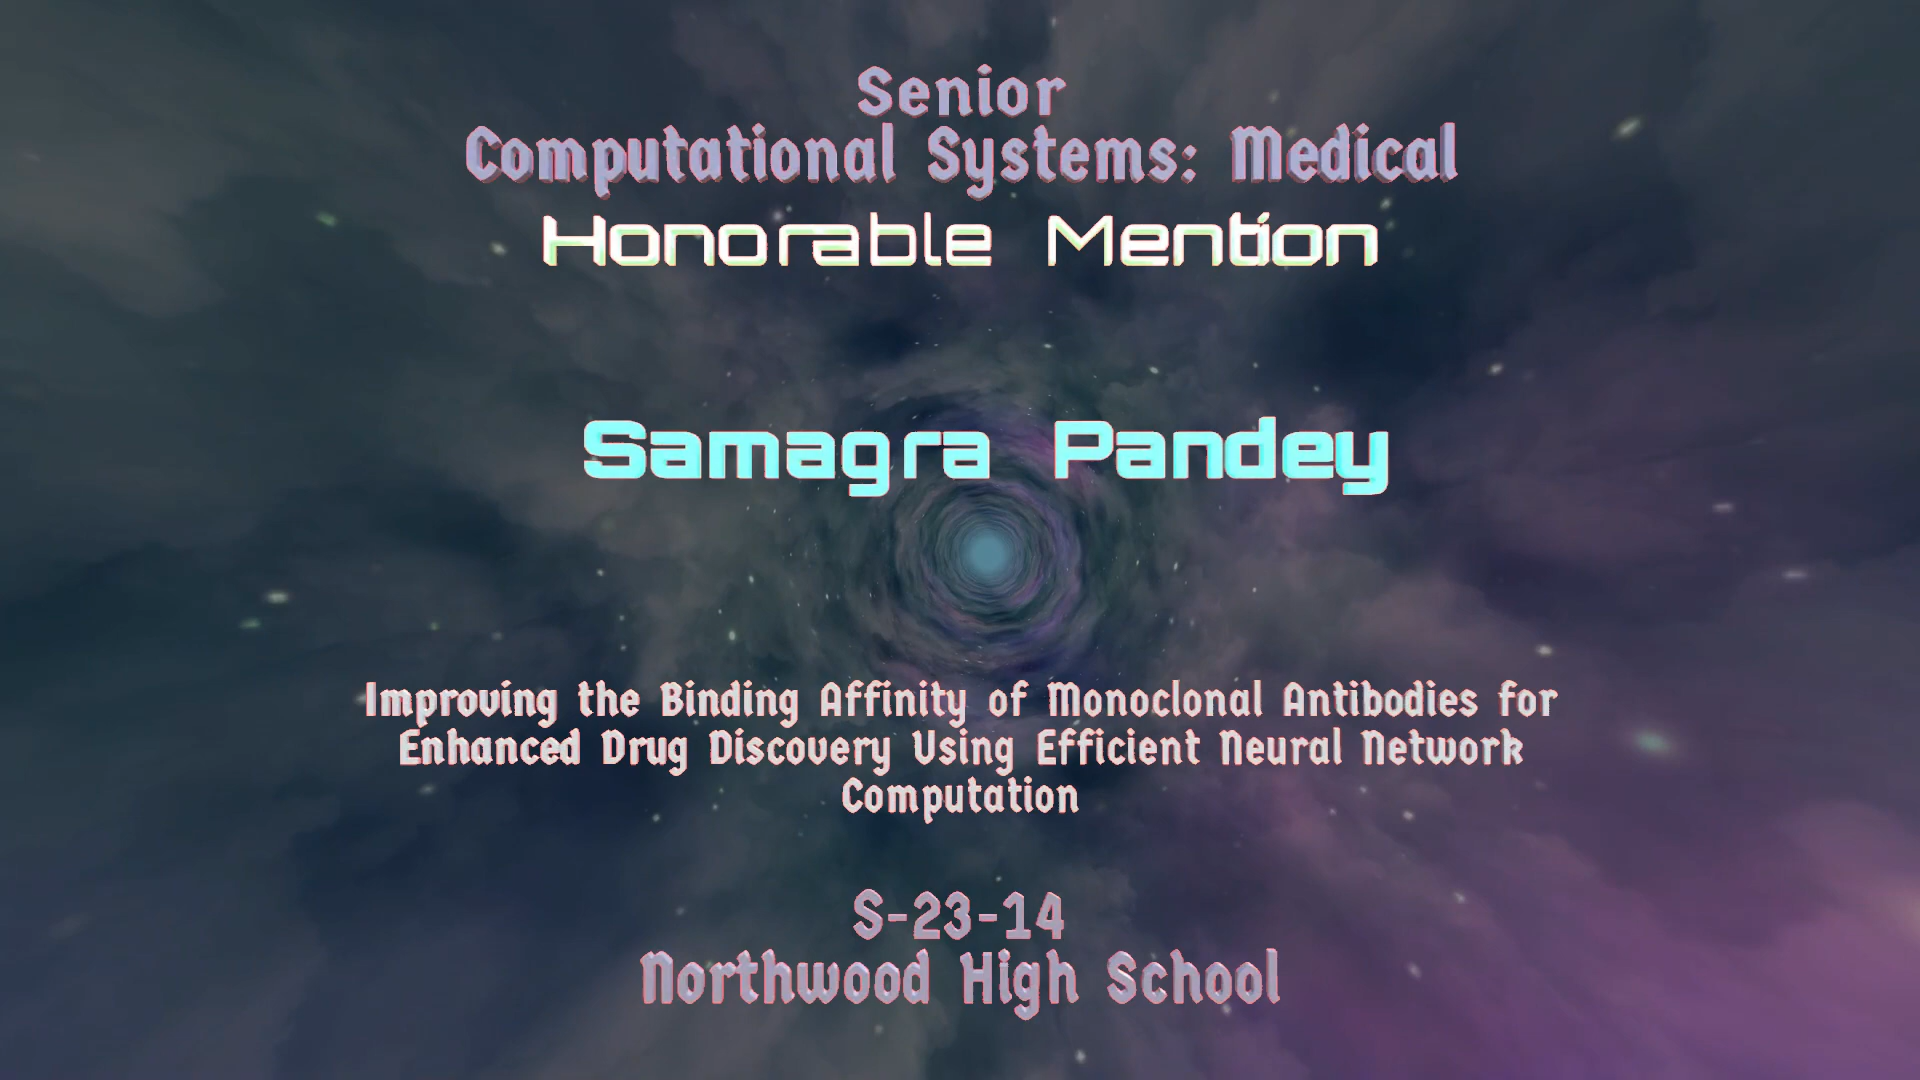 Senior
Computational Systems: Medical
Honorable Mention
Samagra Pandey
Improving the Binding Affinity of Monoclonal Antibodies for
Enhanced Drug Discovery Using Efficient Neural Network
Computation
S-23-14
Northwood High School